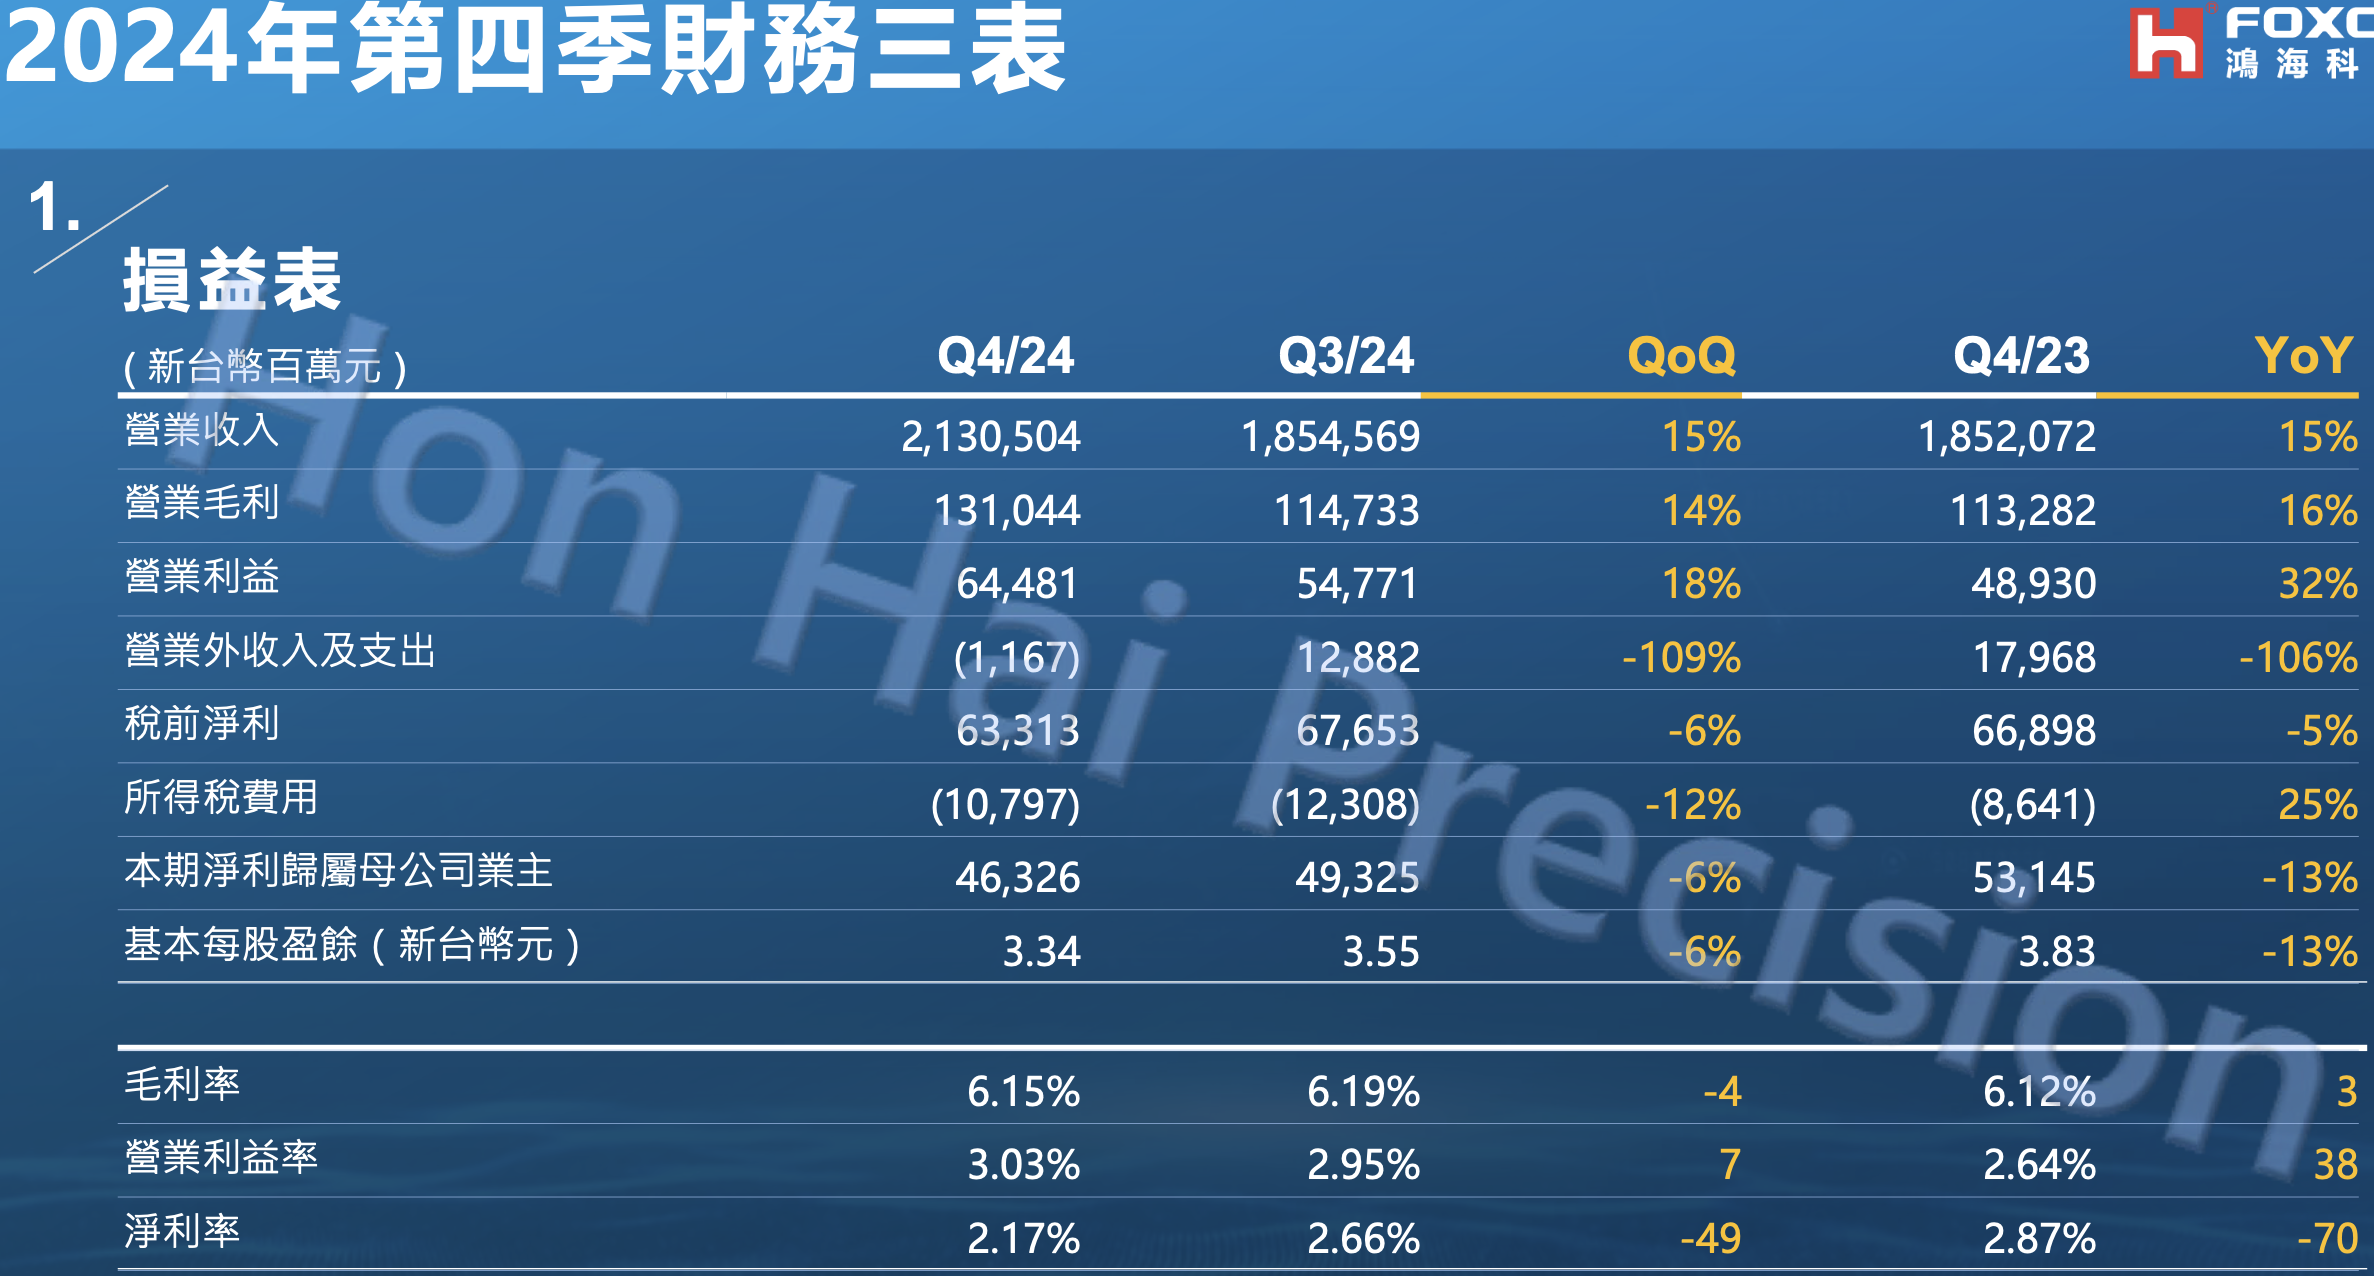 2024年第四季財務三表
FOXC
鴻海科
1.
損益表
(新台幣百萬元) Q4/24 Q3/24 QoQ Q4/23 YoY
營業收入 2,130,504 1,854,569 15% 1,852,072 15%
營業毛利 131,044 114,733 14% 113,282 16%
營業利益 64,481 54,771 18% 48,930 32%
營業外收入及支出 (1,167) 12,882 -109% 17,968 -106%
稅前淨利 63,313 67,653 -6% 66,898 -5%
所得稅費用 (10,797) (12,308) -12% (8,641) 25%
本期淨利歸屬母公司業主 46,326 49,325 -6% 53,145 -13%
基本每股盈餘(新台幣元) 3.34 3.55 -6% 3.83 -13%
毛利率 6.15% 6.19% -4 6.12% 3
營業利益率 3.03% 2.95% 7 2.64% 38
淨利率 2.17% 2.66% -49 2.87% -70
Hon Hai Precision